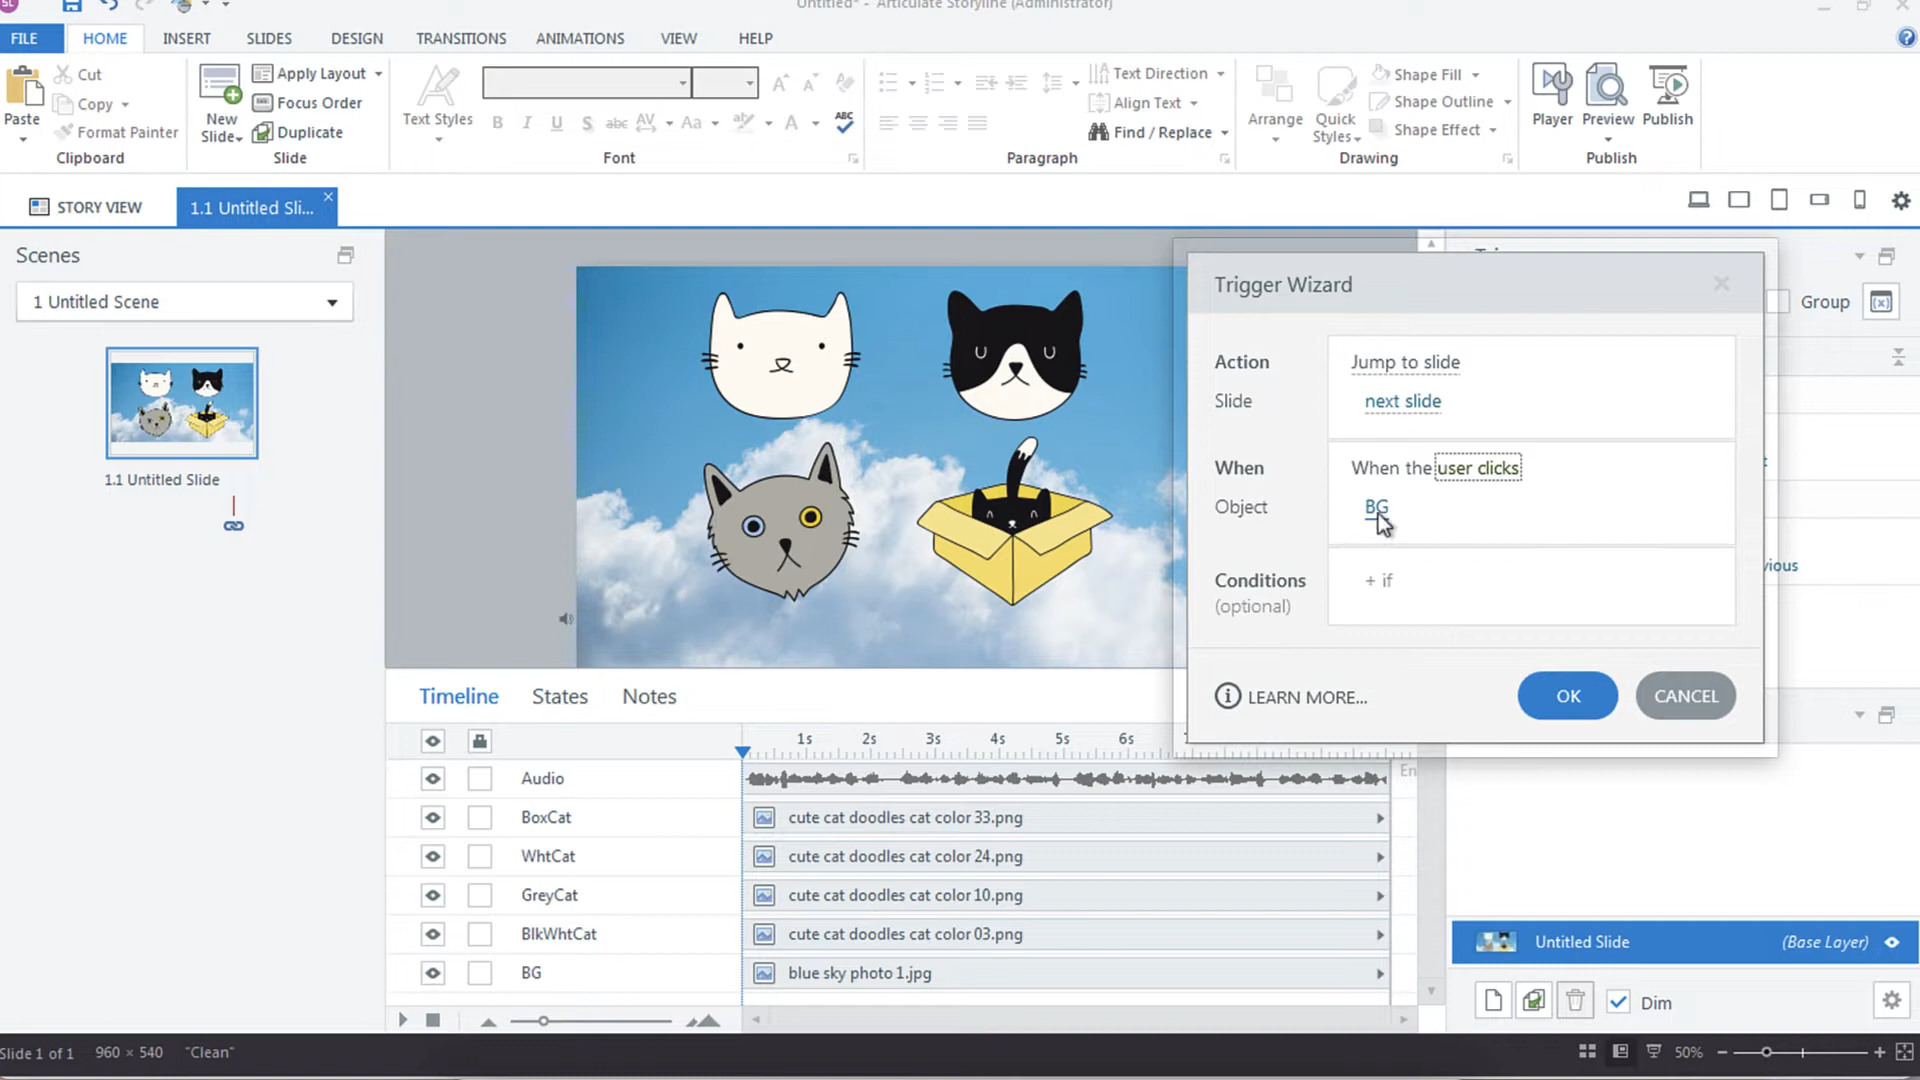 Untitled* - Articulate Storyline (Administrator)
FILE
HOME
INSERT
SLIDES
DESIGN
TRANSITIONS
ANIMATIONS
VIEW
HELP
Paste
Cut
Copy
Format Painter
Clipboard
New
Slide
Apply Layout
Focus Order
Duplicate
Slide
Text Styles
B I U S abc AV Aa A
ABC
Font
Text Direction
Align Text
Find / Replace
Paragraph
Arrange
Quick
Styles
Shape Fill
Shape Outline
Shape Effect
Drawing
Player
Preview
Publish
Publish
STORY VIEW
1.1 Untitled Sli...
Scenes
1 Untitled Scene
1.1 Untitled Slide
Trigger Wizard
Action
Jump to slide
Slide
next slide
When
When the user clicks
Object
BG
Conditions
(optional)
+ if
LEARN MORE...
OK
CANCEL
Group
(x)
Timeline
States
Notes
1s 2s 3s 4s 5s 6s
Audio
BoxCat
cute cat doodles cat color 33.png
WhtCat
cute cat doodles cat color 24.png
GreyCat
cute cat doodles cat color 10.png
BlkWhtCat
cute cat doodles cat color 03.png
BG
blue sky photo 1.jpg
Untitled Slide
(Base Layer)
Dim
Slide 1 of 1
960 × 540
"Clean"
50%